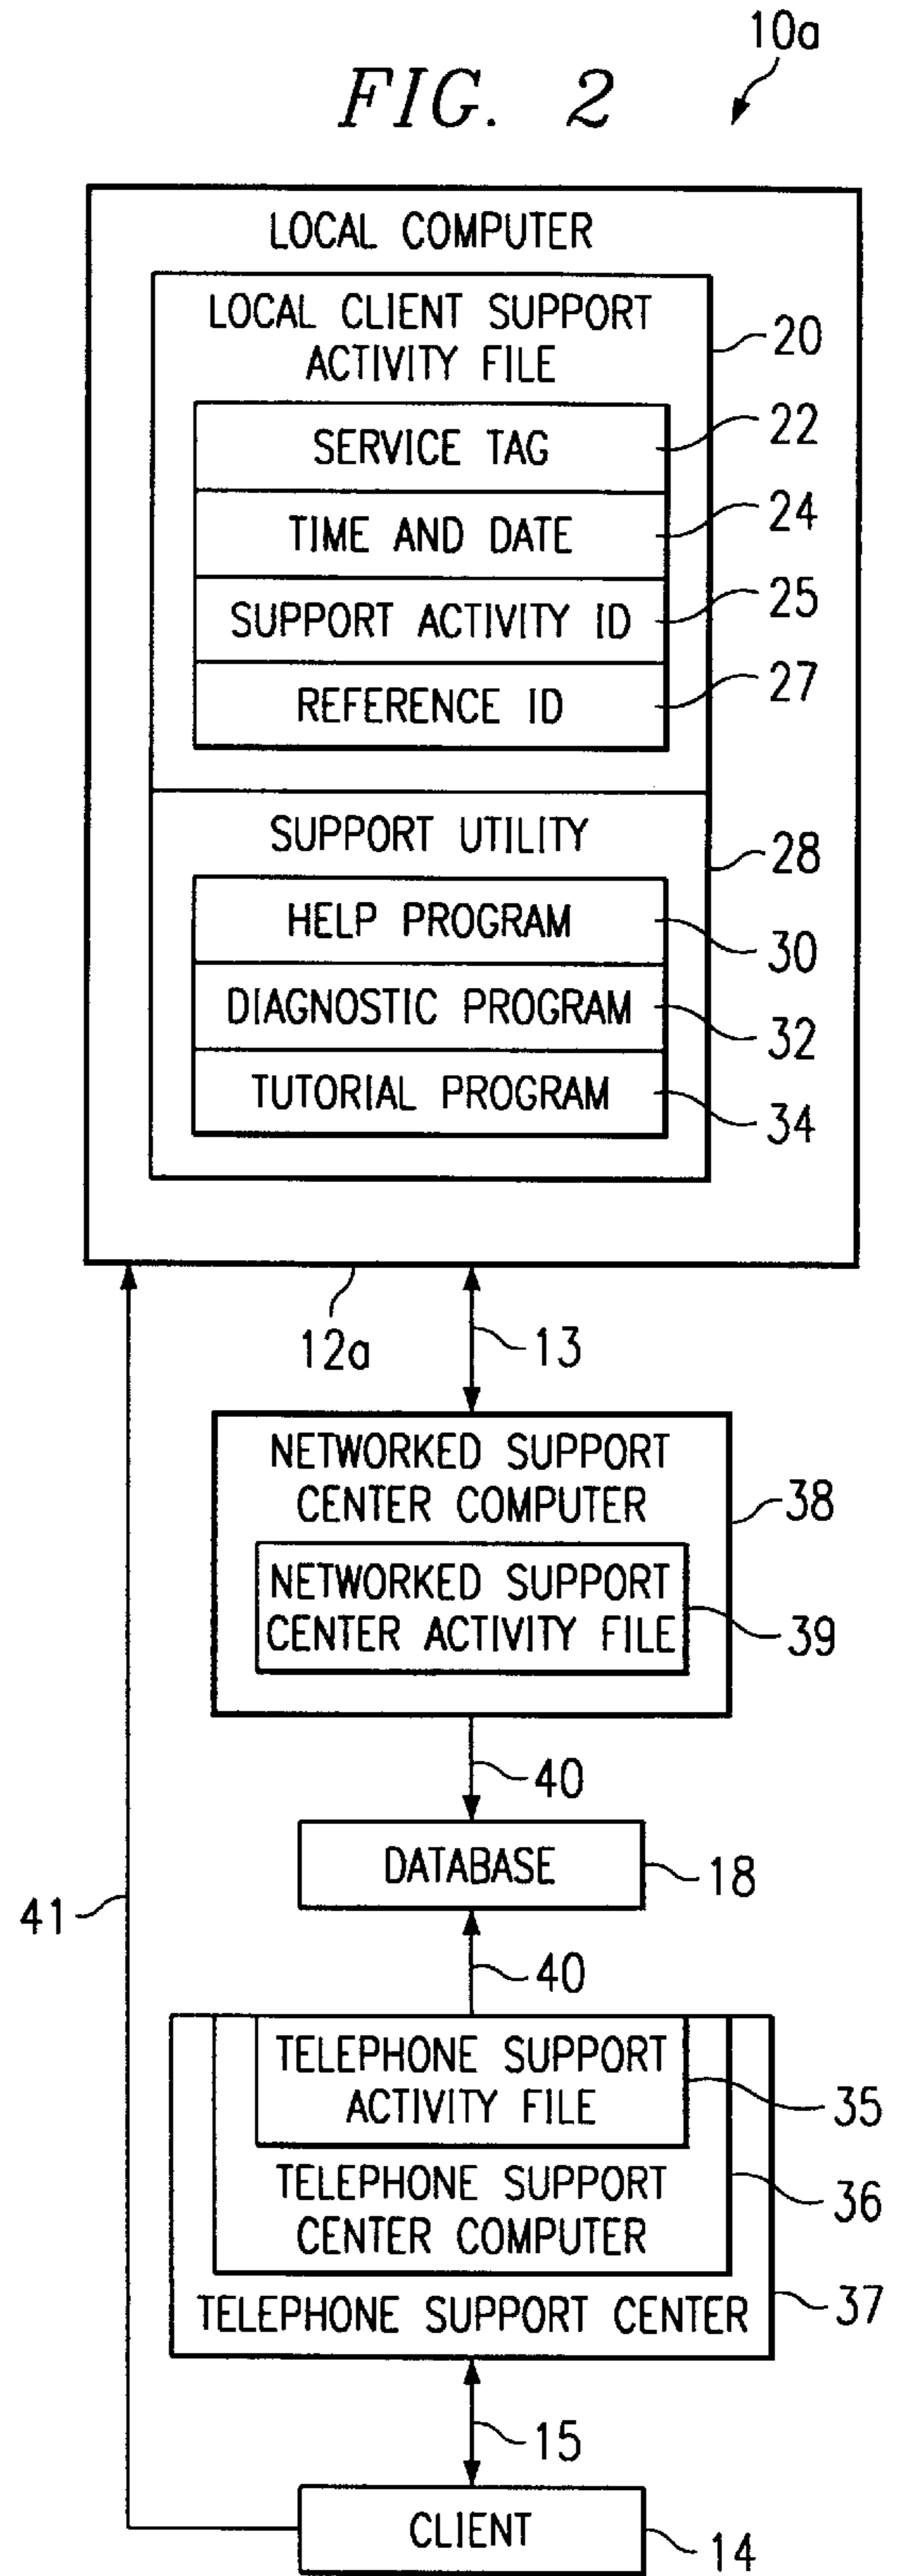 10a
FIG. 2
LOCAL COMPUTER
LOCAL CLIENT SUPPORT
ACTIVITY FILE
20
SERVICE TAG
22
TIME AND DATE
24
SUPPORT ACTIVITY ID
25
REFERENCE ID
27
SUPPORT UTILITY
28
HELP PROGRAM
30
DIAGNOSTIC PROGRAM
32
TUTORIAL PROGRAM
34
12a
13
NETWORKED SUPPORT
CENTER COMPUTER
38
NETWORKED SUPPORT
CENTER ACTIVITY FILE
39
40
DATABASE
18
41
40
TELEPHONE SUPPORT
ACTIVITY FILE
35
TELEPHONE SUPPORT
CENTER COMPUTER
36
TELEPHONE SUPPORT CENTER
37
15
CLIENT
14